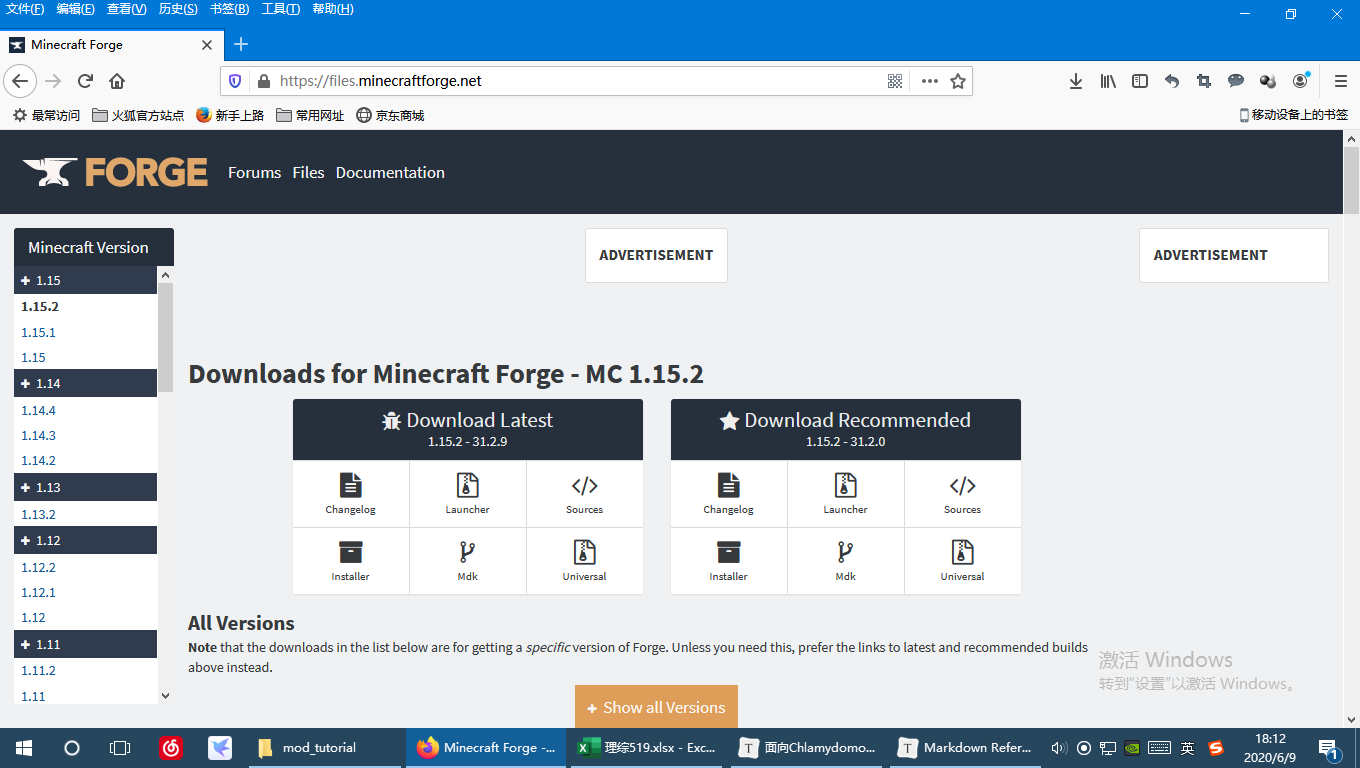 文件(F) 编辑(E) 查看(V) 历史(S) 书签(B) 工具(T) 帮助(H)
Minecraft Forge
https://files.minecraftforge.net
最常访问 火狐官方站点 新手上路 常用网址 京东商城 移动设备上的书签
FORGE Forums Files Documentation
Minecraft Version
1.15
1.15.2
1.15.1
1.15
1.14
1.14.4
1.14.3
1.14.2
1.13
1.13.2
1.12
1.12.2
1.12.1
1.12
1.11
1.11.2
1.11
ADVERTISEMENT
ADVERTISEMENT
Downloads for Minecraft Forge - MC 1.15.2
Download Latest
1.15.2 - 31.2.9
Changelog Launcher Sources
Installer Mdk Universal
Download Recommended
1.15.2 - 31.2.0
Changelog Launcher Sources
Installer Mdk Universal
All Versions
Note that the downloads in the list below are for getting a specific version of Forge. Unless you need this, prefer the links to latest and recommended builds
above instead.
Show all Versions
激活 Windows
转到“设置”以激活 Windows。
mod_tutorial Minecraft Forge -... 理综519.xlsx - Exc... 面向Chlamydomo... Markdown Refer... 英 18:12
2020/6/9 1